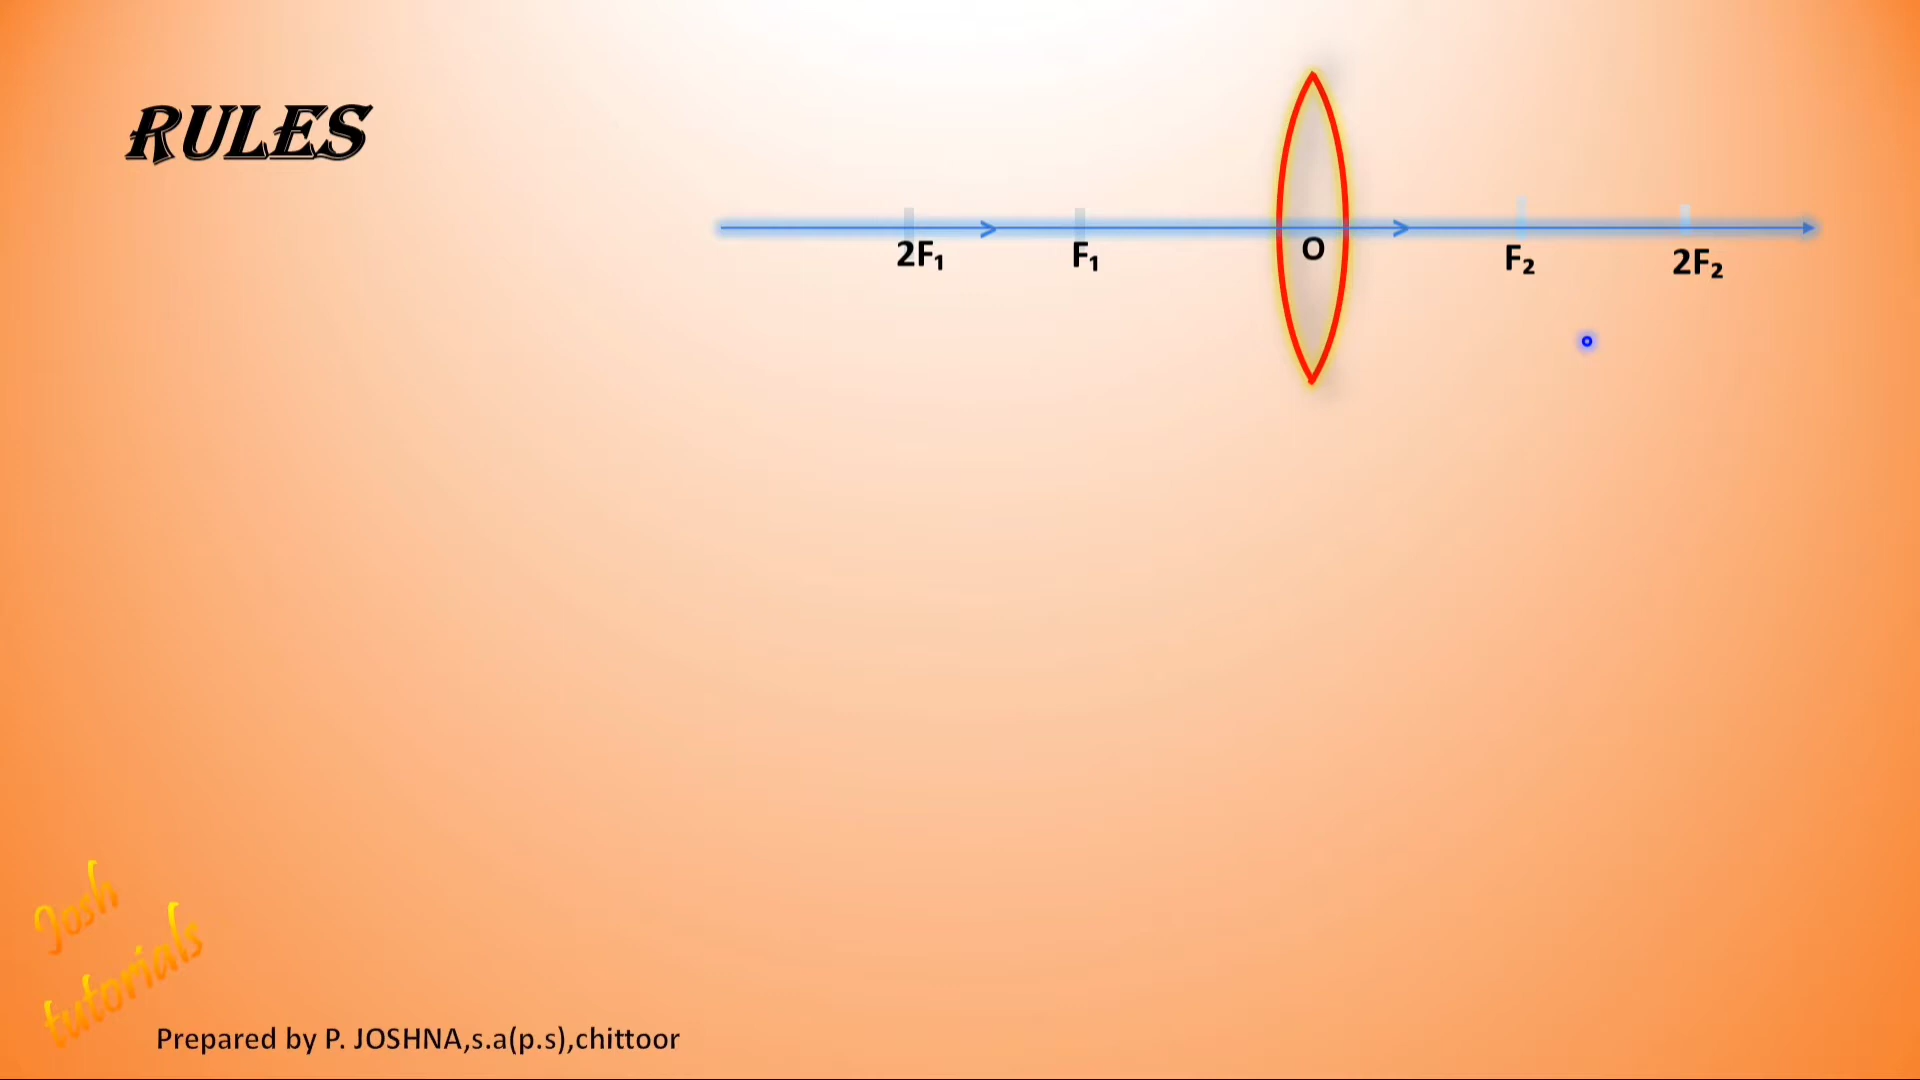 RULES
2F₁ F₁ O F₂ 2F₂
Josh
tutorials
Prepared by P. JOSHNA,s.a(p.s),chittoor